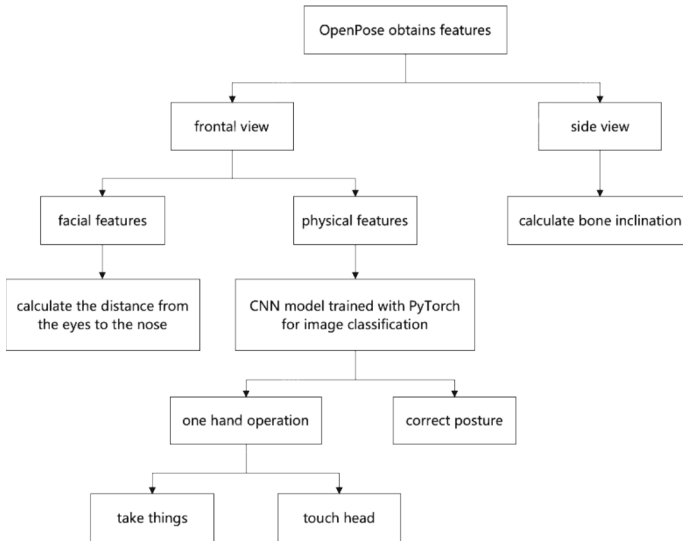 OpenPose obtains features
frontal view
side view
facial features
physical features
calculate bone inclination
calculate the distance from
the eyes to the nose
CNN model trained with PyTorch
for image classification
one hand operation
correct posture
take things
touch head